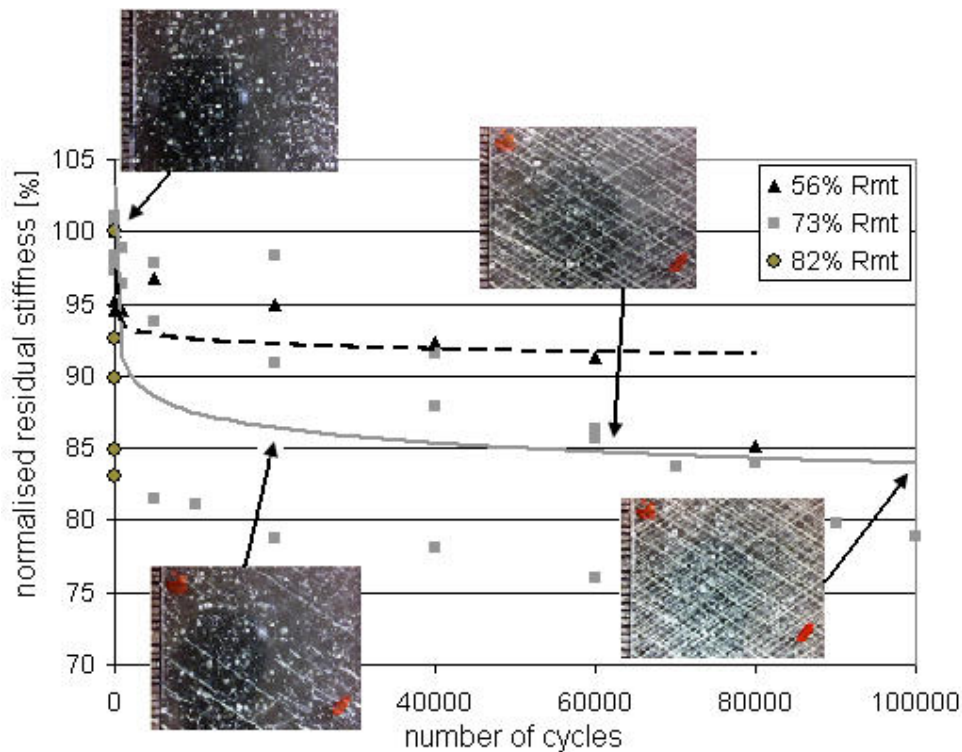 105
100
95
90
85
80
75
70
normalised residual stiffness [%]
56% Rmt
73% Rmt
82% Rmt
0
40000
60000
80000
100000
number of cycles